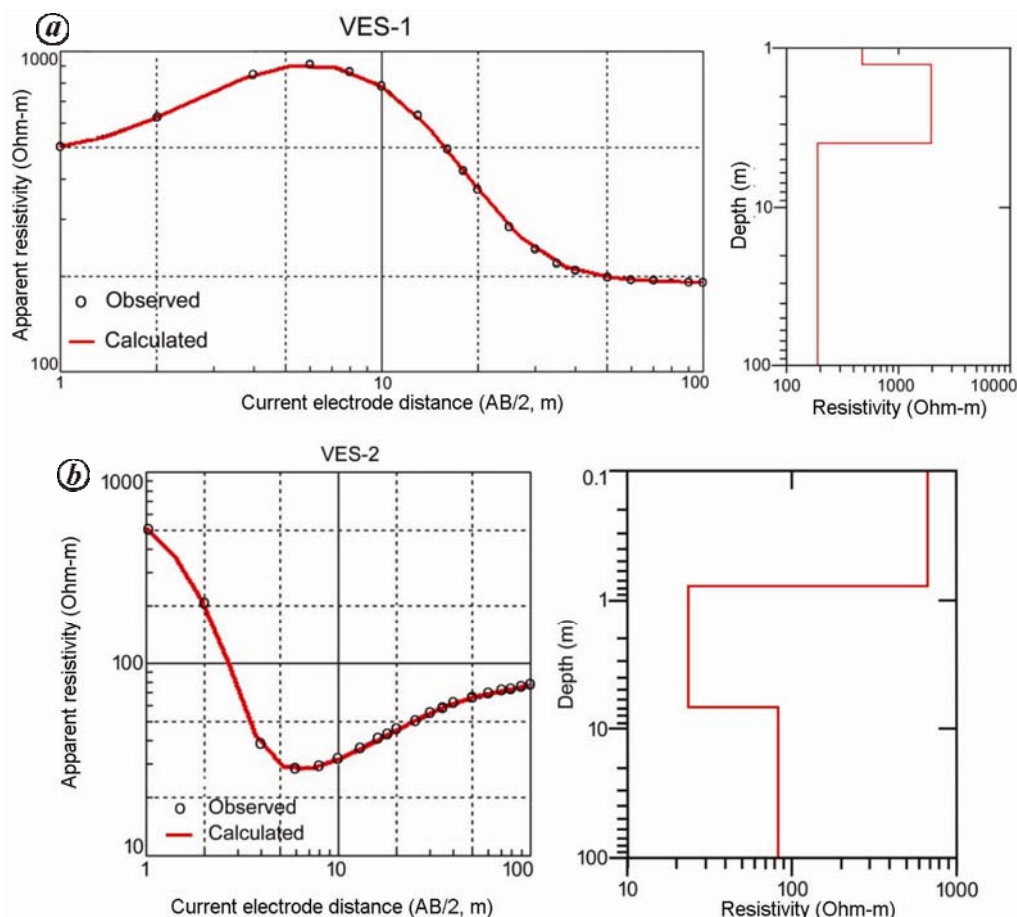 a
VES-1
1000
100
Apparent resistivity (Ohm-m)
Observed
Calculated
1
10
100
Current electrode distance (AB/2, m)
1
10
100
Depth (m)
100
1000
10000
Resistivity (Ohm-m)
b
VES-2
1000
100
10
Apparent resistivity (Ohm-m)
Observed
Calculated
1
10
100
Current electrode distance (AB/2, m)
0.1
1
10
100
Depth (m)
10
100
1000
Resistivity (Ohm-m)